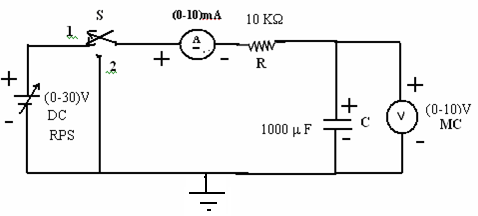 S
(0-10)mA
10 KΩ
1
A
+
-
R
2
+
(0-30)V
-
DC
RPS
+
C
1000 μ F
-
+
V
(0-10)V
MC
-